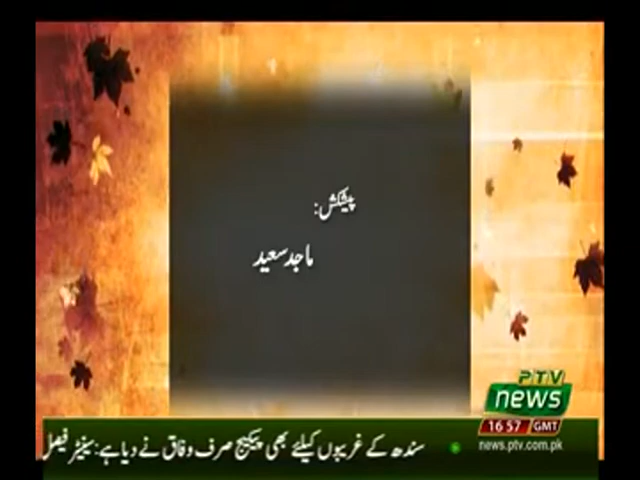 پیشکش:
ماجد سعید
PTV
news
16 57 GMT
news.ptv.com.pk
سندھ کے غریبوں کیلئے بھی پیکیج صرف وفاق نے دیا ہے:سینیٹر فیصل